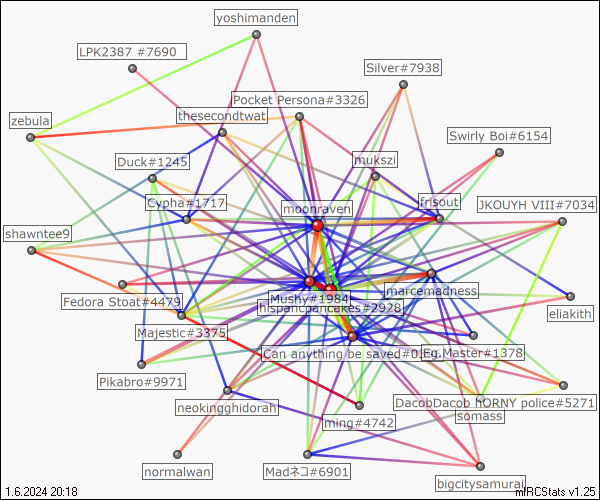 yoshimanden
LPK2387 #7690
Silver#7938
Pocket Persona#3326
thesecondtwat
zebula
Swirly Boi#6154
Duck#1245
mukszi
Cypha#1717
moonraven
frisout
JKOUYH VIII#7034
shawntee9
marcemadness
Fedora Stoat#4479
Mushy#1984
hispanicpancakes#2928
eliakith
Majestic#3375
Can anything be saved#0
Eg.Master#1378
Pikabro#9971
DacobDacob
HORNY police#5271
neokingghidorah
somass
ming#4742
normalwan
Madネコ#6901
bigcitysamurai
1.6.2024 20:18
mIRCStats v1.25